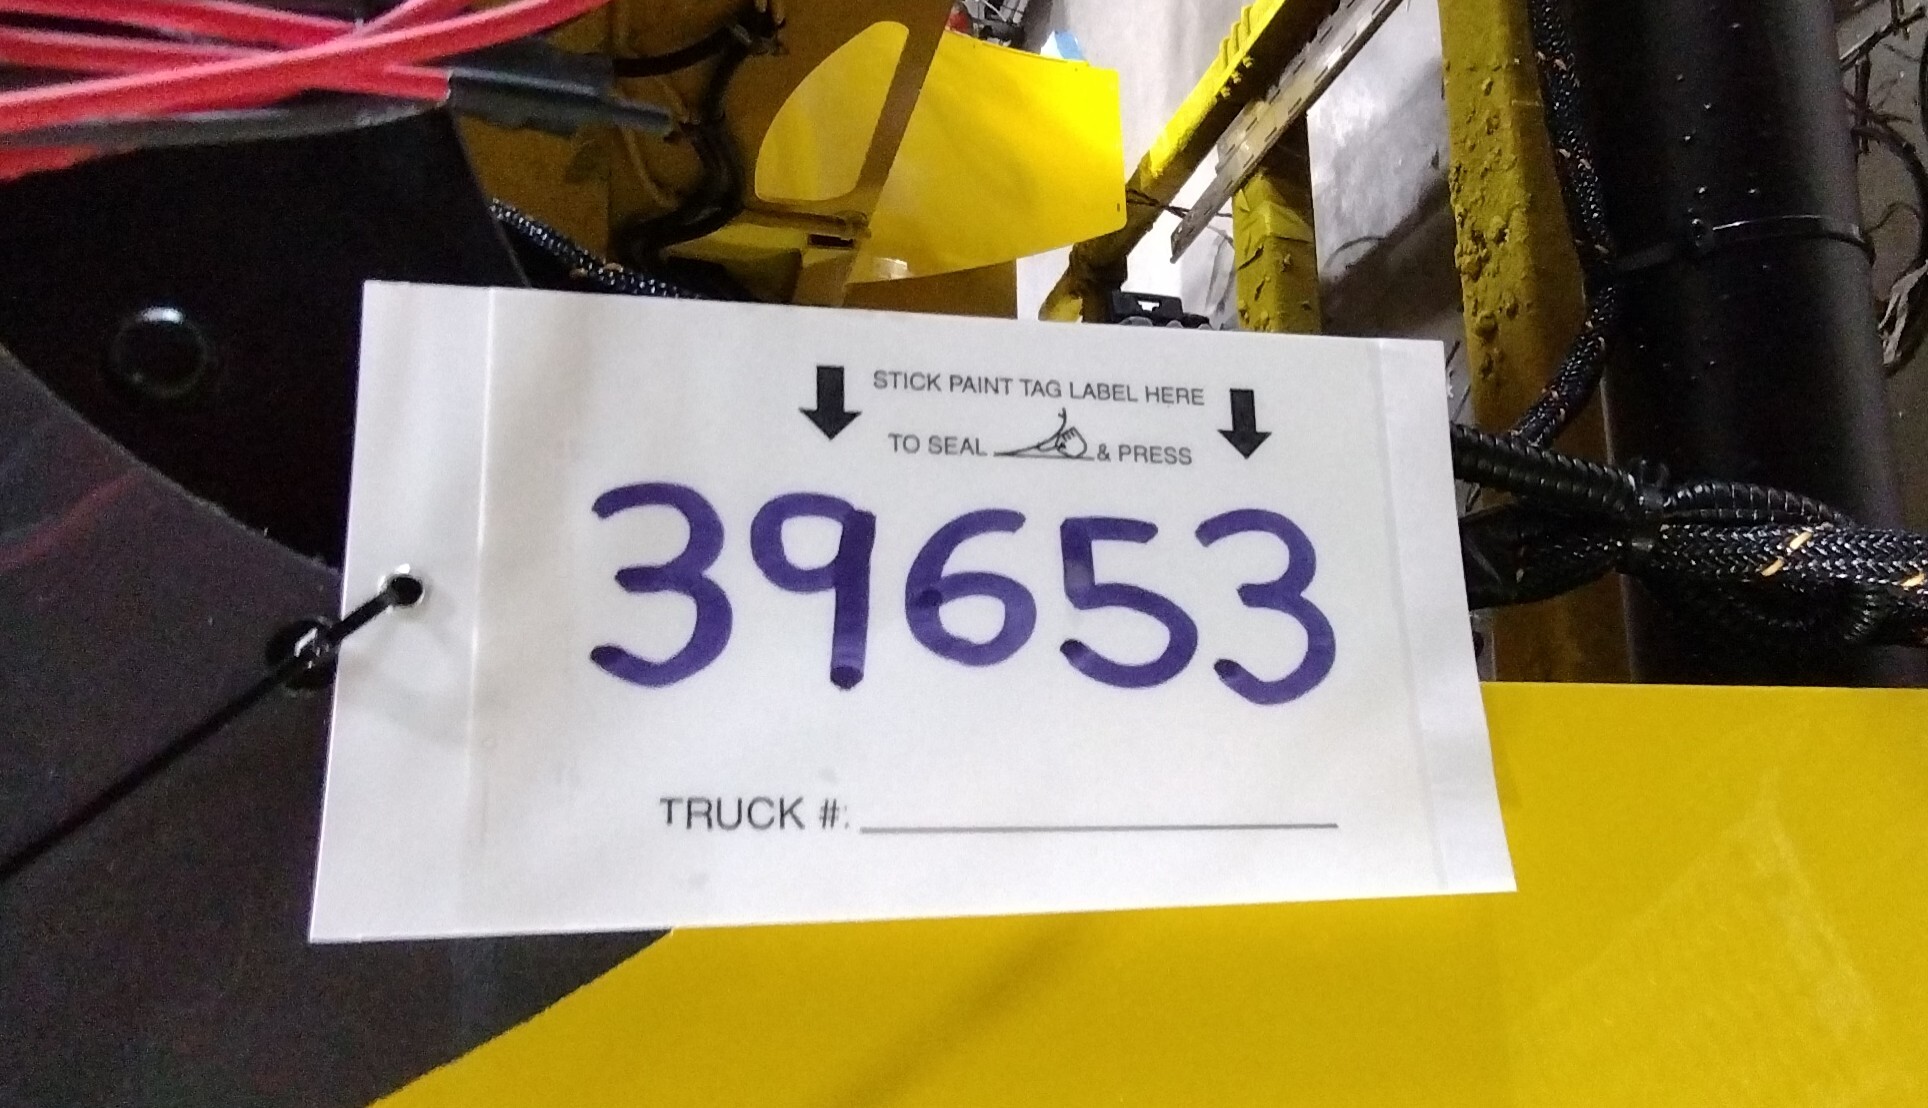 STICK PAINT TAG LABEL HERE
TO SEAL & PRESS
39653
TRUCK #: